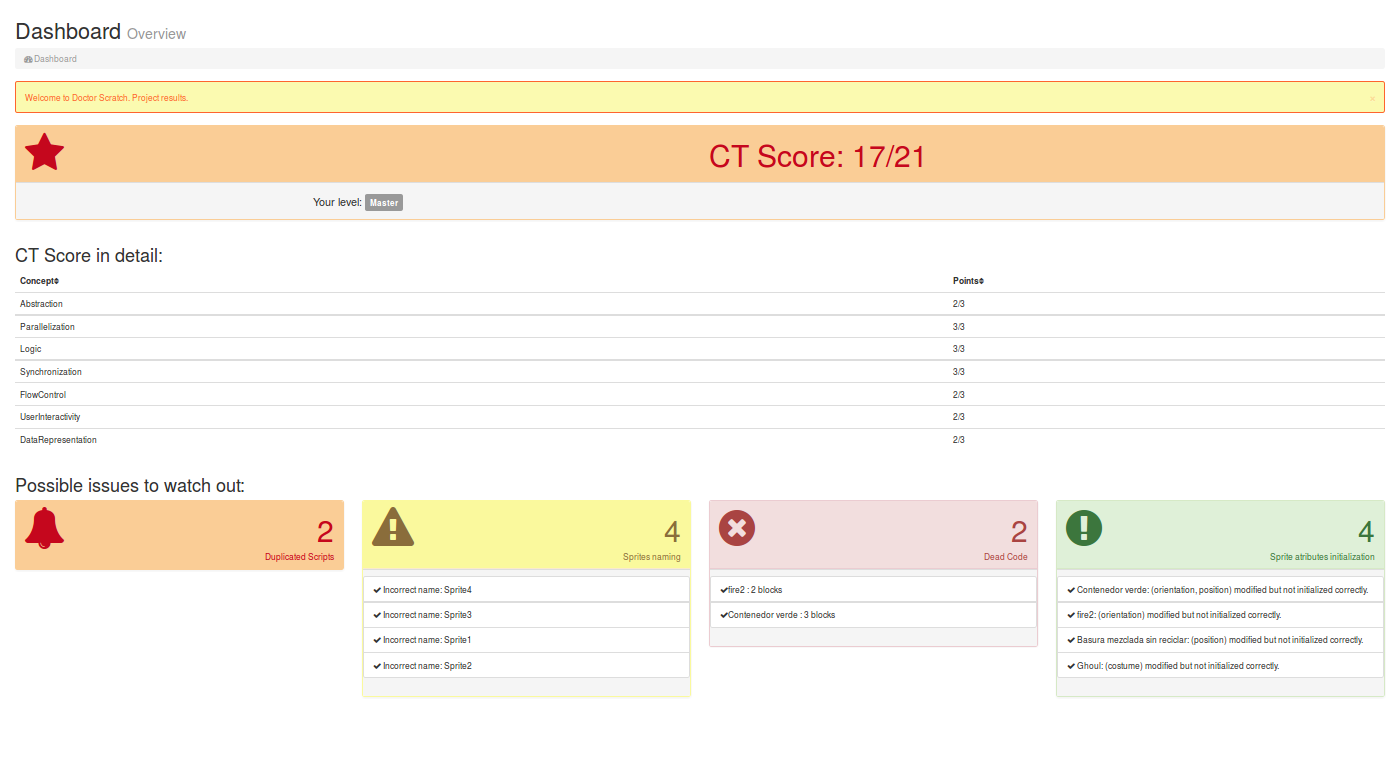 Dashboard Overview
Dashboard
Welcome to Doctor Scratch. Project results.
×
CT Score: 17/21
Your level: Master
CT Score in detail:
Concept Points
Abstraction 2/3
Parallelization 3/3
Logic 3/3
Synchronization 3/3
FlowControl 2/3
UserInteractivity 2/3
DataRepresentation 2/3
Possible issues to watch out:
2
Duplicated Scripts
4
Sprites naming
Incorrect name: Sprite4
Incorrect name: Sprite3
Incorrect name: Sprite1
Incorrect name: Sprite2
2
Dead Code
fire2 : 2 blocks
Contenedor verde : 3 blocks
4
Sprite atributes initialization
Contenedor verde: (orientation, position) modified but not initialized correctly.
fire2: (orientation) modified but not initialized correctly.
Basura mezclada sin reciclar: (position) modified but not initialized correctly.
Ghoul: (costume) modified but not initialized correctly.